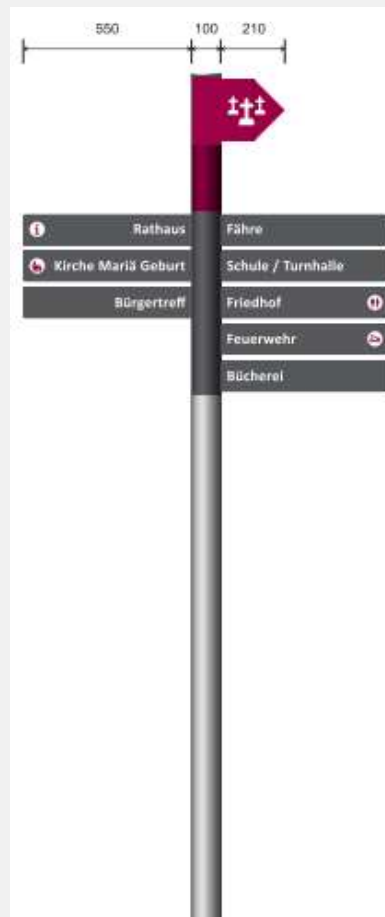 550 100 210
Rathaus
Kirche Mariä Geburt
Bürgertreff
Fähre
Schule / Turnhalle
Friedhof
Feuerwehr
Bücherei